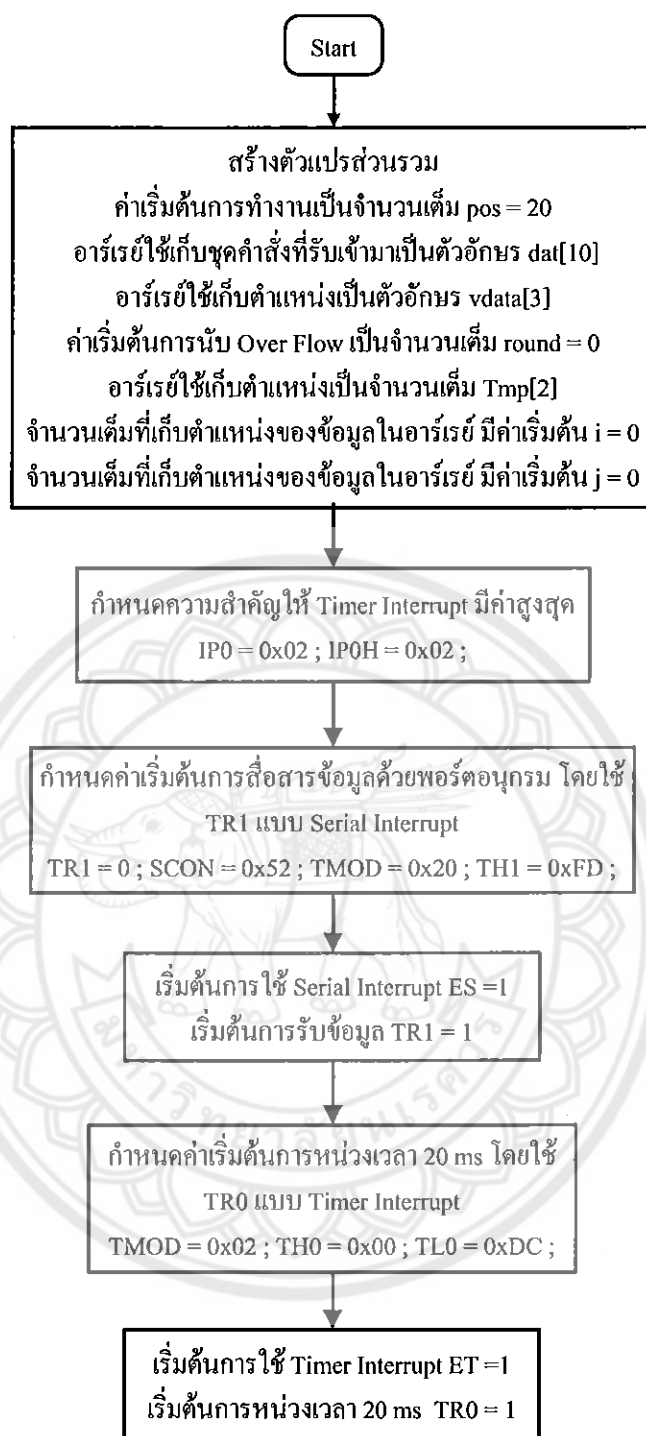 Start
สร้างตัวแปรส่วนรวม
ค่าเริ่มต้นการทำงานเป็นจำนวนเต็ม pos = 20
อาร์เรย์ใช้เก็บชุดคำสั่งที่รับเข้ามาเป็นตัวอักษร dat[10]
อาร์เรย์ใช้เก็บตำแหน่งเป็นตัวอักษร vdata[3]
ค่าเริ่มต้นการนับ Over Flow เป็นจำนวนเต็ม round = 0
อาร์เรย์ใช้เก็บตำแหน่งเป็นจำนวนเต็ม Tmp[2]
จำนวนเต็มที่เก็บตำแหน่งของข้อมูลในอาร์เรย์ มีค่าเริ่มต้น i = 0
จำนวนเต็มที่เก็บตำแหน่งของข้อมูลในอาร์เรย์ มีค่าเริ่มต้น j = 0
กำหนดความสำคัญให้ Timer Interrupt มีค่าสูงสุด
IP0 = 0x02 ; IP0H = 0x02 ;
กำหนดค่าเริ่มต้นการสื่อสารข้อมูลด้วยพอร์ตอนุกรม โดยใช้
TR1 แบบ Serial Interrupt
TR1 = 0 ; SCON = 0x52 ; TMOD = 0x20 ; TH1 = 0xFD ;
เริ่มต้นการใช้ Serial Interrupt ES =1
เริ่มต้นการรับข้อมูล TR1 = 1
มหาวิทยาลัยนเรศวร
กำหนดค่าเริ่มต้นการหน่วงเวลา 20 ms โดยใช้
TR0 แบบ Timer Interrupt
TMOD = 0x02 ; TH0 = 0x00 ; TL0 = 0xDC ;
เริ่มต้นการใช้ Timer Interrupt ET =1
เริ่มต้นการหน่วงเวลา 20 ms TR0 = 1